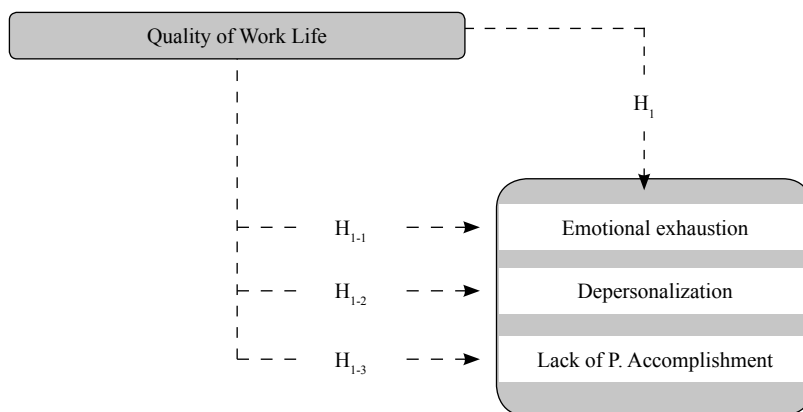 Quality of Work Life
H1
H1-1
Emotional exhaustion
H1-2
Depersonalization
H1-3
Lack of P. Accomplishment